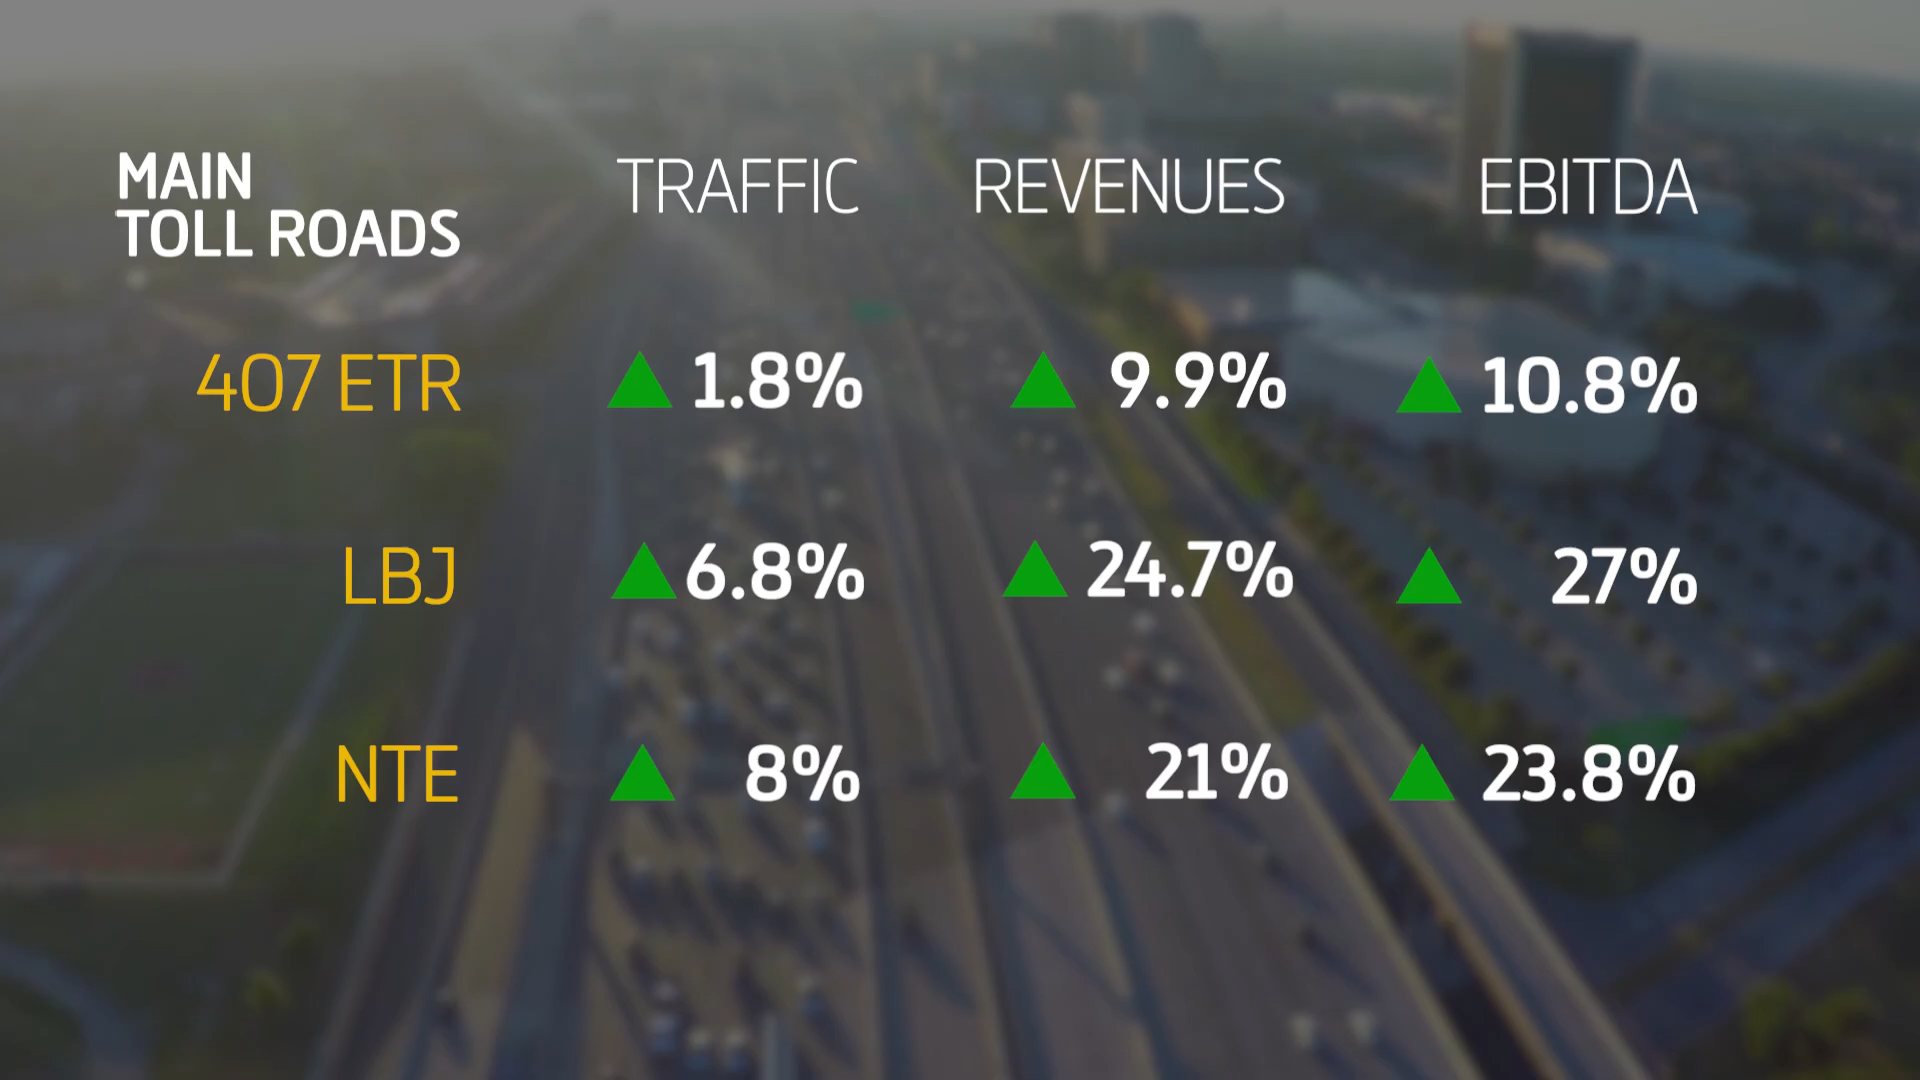 MAIN
TOLL ROADS
TRAFFIC REVENUES EBITDA
407 ETR 1.8% 9.9% 10.8%
LBJ 6.8% 24.7% 27%
NTE 8% 21% 23.8%